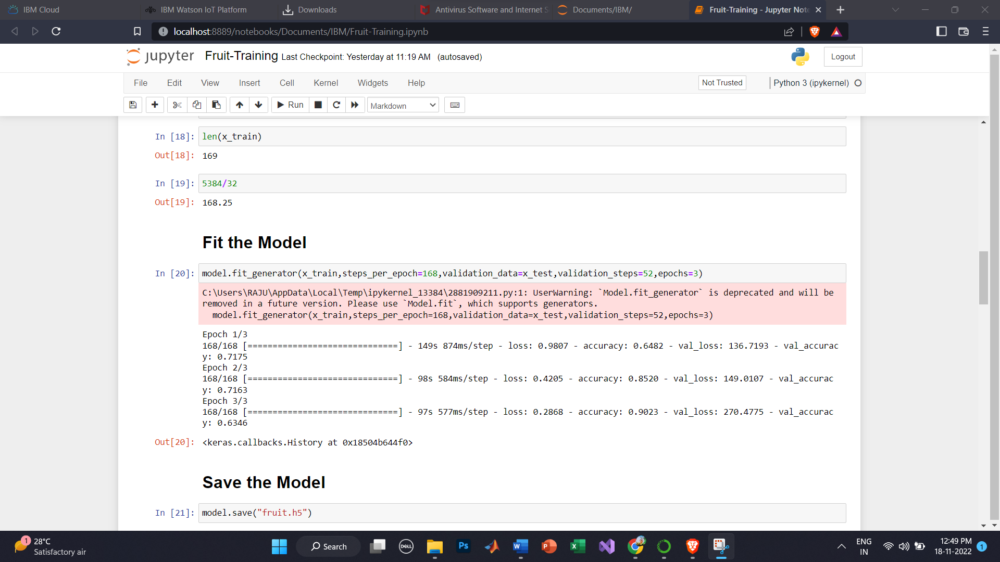 IBM Cloud
IBM Watson IoT Platform
Downloads
Antivirus Software and Internet S
Documents/IBM/
Fruit-Training - Jupyter Note
localhost:8889/notebooks/Documents/IBM/Fruit-Training.ipynb
jupyter Fruit-Training Last Checkpoint: Yesterday at 11:19 AM (autosaved)
Logout
File Edit View Insert Cell Kernel Widgets Help
Not Trusted
Python 3 (ipykernel)
Run
Markdown
In [18]: len(x_train)
Out[18]: 169
In [19]: 5384/32
Out[19]: 168.25
Fit the Model
In [20]: model.fit_generator(x_train,steps_per_epoch=168,validation_data=x_test,validation_steps=52,epochs=3)
C:\Users\RAJU\AppData\Local\Temp\ipykernel_13384\2881909211.py:1: UserWarning: `Model.fit_generator` is deprecated and will be
removed in a future version. Please use `Model.fit`, which supports generators.
model.fit_generator(x_train,steps_per_epoch=168,validation_data=x_test,validation_steps=52,epochs=3)
Epoch 1/3
168/168 [==============================] - 149s 874ms/step - loss: 0.9807 - accuracy: 0.6482 - val_loss: 136.7193 - val_accurac
y: 0.7175
Epoch 2/3
168/168 [==============================] - 98s 584ms/step - loss: 0.4205 - accuracy: 0.8520 - val_loss: 149.0107 - val_accurac
y: 0.7163
Epoch 3/3
168/168 [==============================] - 97s 577ms/step - loss: 0.2868 - accuracy: 0.9023 - val_loss: 270.4775 - val_accurac
y: 0.6346
Out[20]: <keras.callbacks.History at 0x18504b644f0>
Save the Model
In [21]: model.save("fruit.h5")
1
28°C
Satisfactory air
Search
DELL
Ps
W
P
X
ENG
IN
12:49 PM
18-11-2022
1